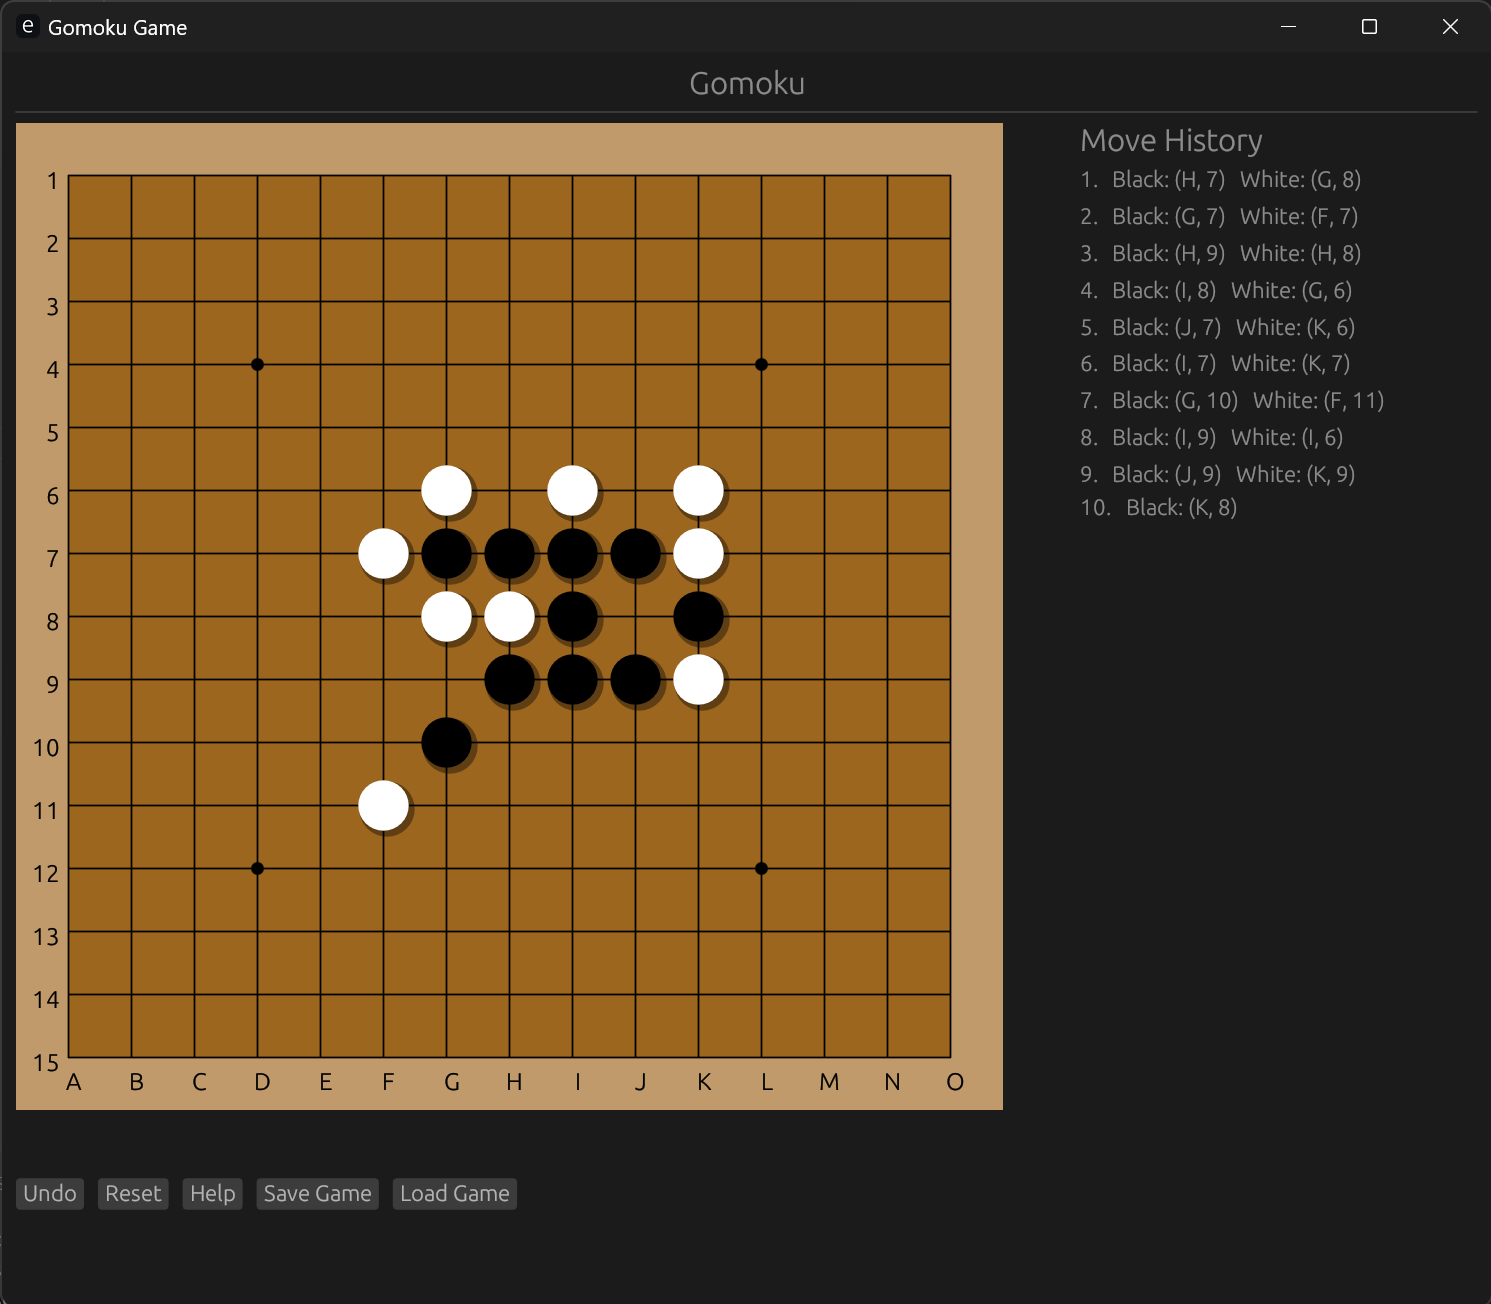 e Gomoku Game
Gomoku
Move History
1. Black: (H, 7) White: (G, 8)
2. Black: (G, 7) White: (F, 7)
3. Black: (H, 9) White: (H, 8)
4. Black: (I, 8) White: (G, 6)
5. Black: (J, 7) White: (K, 6)
6. Black: (I, 7) White: (K, 7)
7. Black: (G, 10) White: (F, 11)
8. Black: (I, 9) White: (I, 6)
9. Black: (J, 9) White: (K, 9)
10. Black: (K, 8)
1
2
3
4
5
6
7
8
9
10
11
12
13
14
15
A B C D E F G H I J K L M N O
Undo Reset Help Save Game Load Game